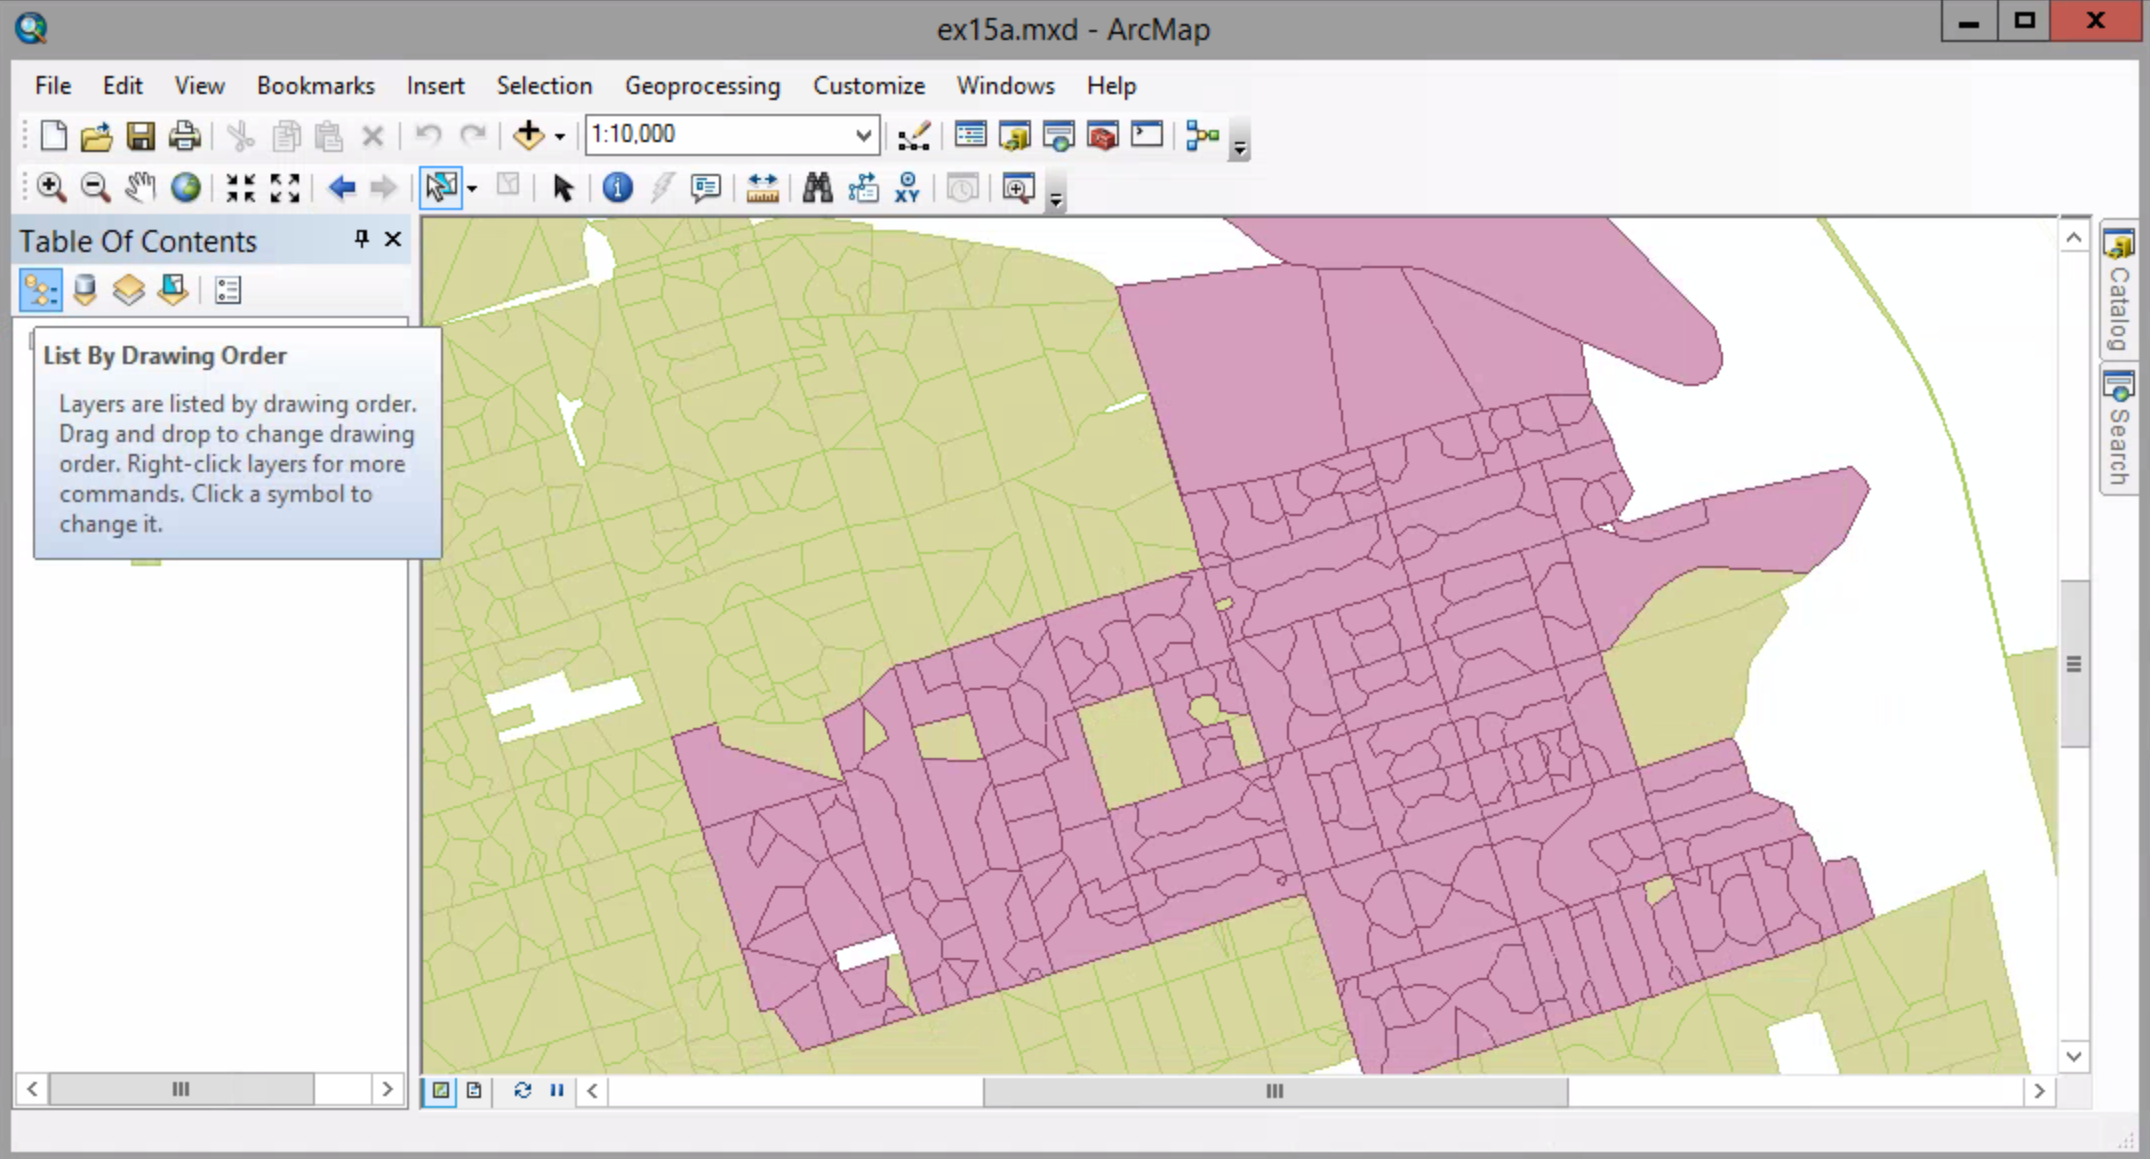 ex15a.mxd - ArcMap
File Edit View Bookmarks Insert Selection Geoprocessing Customize Windows Help
1:10,000
XY
Table Of Contents
List By Drawing Order
Layers are listed by drawing order.
Drag and drop to change drawing
order. Right-click layers for more
commands. Click a symbol to
change it.
Catalog
Search